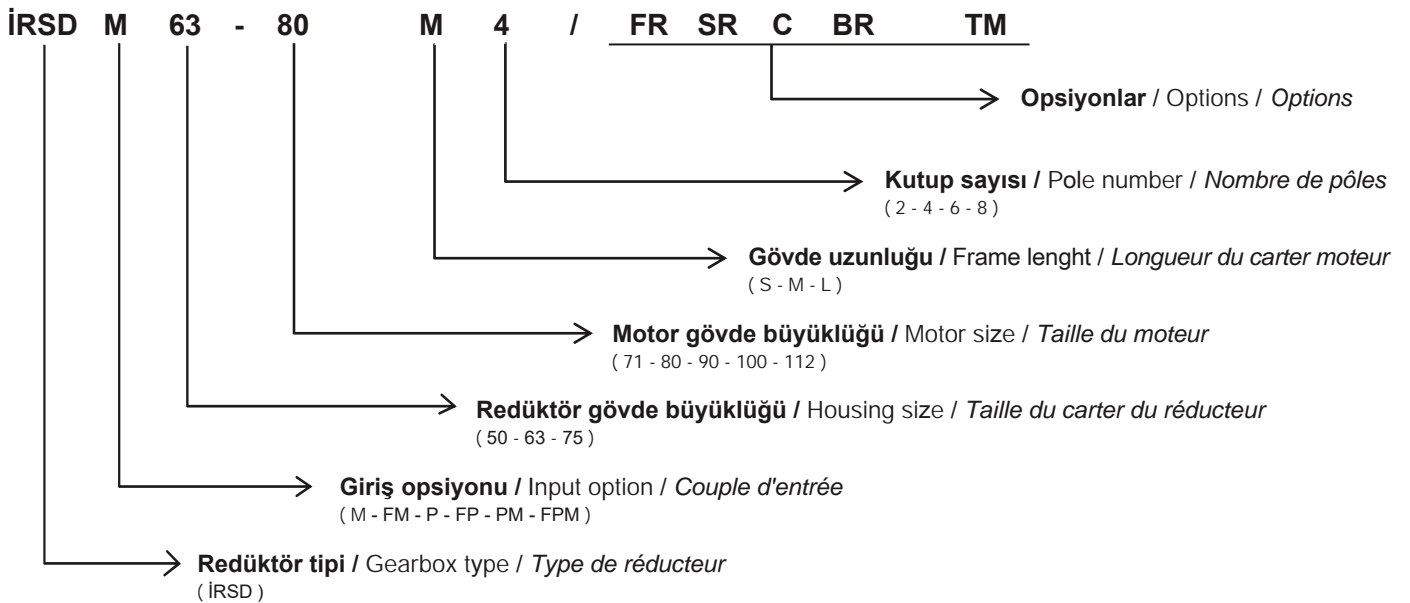 İRSD M 63 - 80 M 4 / FR SR C BR TM
Opsiyonlar / Options / Options
Kutup sayısı / Pole number / Nombre de pôles
( 2 - 4 - 6 - 8 )
Gövde uzunluğu / Frame lenght / Longueur du carter moteur
( S - M - L )
Motor gövde büyüklüğü / Motor size / Taille du moteur
( 71 - 80 - 90 - 100 - 112 )
Redüktör gövde büyüklüğü / Housing size / Taille du carter du réducteur
( 50 - 63 - 75 )
Giriş opsiyonu / Input option / Couple d'entrée
( M - FM - P - FP - PM - FPM )
Redüktör tipi / Gearbox type / Type de réducteur
( İRSD )